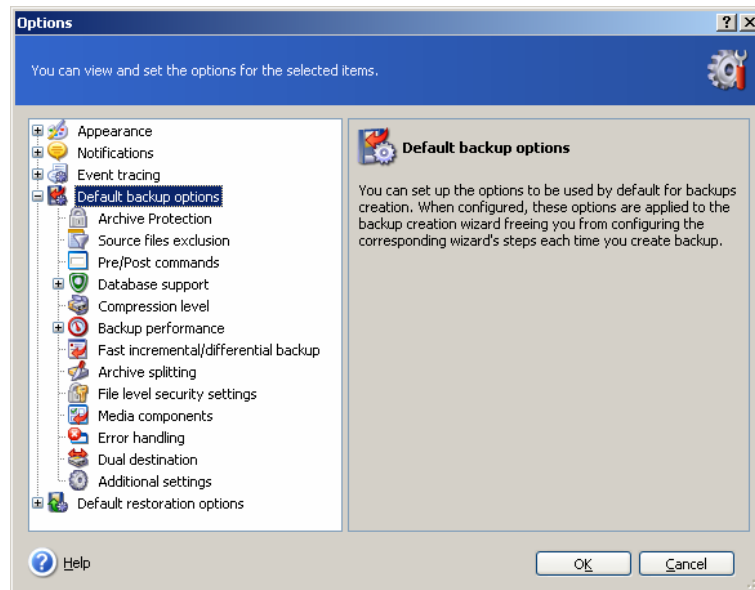 Options
You can view and set the options for the selected items.
Appearance
Notifications
Event tracing
Default backup options
Archive Protection
Source files exclusion
Pre/Post commands
Database support
Compression level
Backup performance
Fast incremental/differential backup
Archive splitting
File level security settings
Media components
Error handling
Dual destination
Additional settings
Default restoration options
Default backup options
You can set up the options to be used by default for backups
creation. When configured, these options are applied to the
backup creation wizard freeing you from configuring the
corresponding wizard's steps each time you create backup.
Help
OK
Cancel